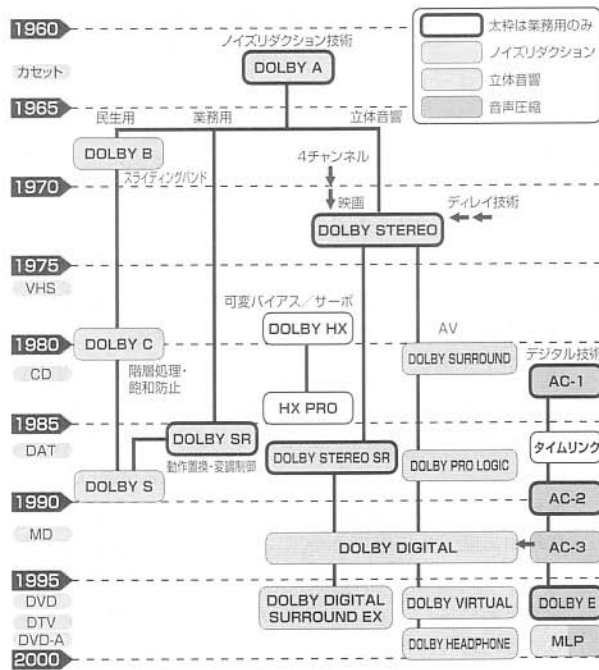 1960
ノイズリダクション技術
太枠は業務用のみ
ノイズリダクション
立体音響
音声圧縮
カセット
DOLBY A
1965
民生用
業務用
立体音響
DOLBY B
スライディングバンド
4チャンネル
1970
映画
ディレイ技術
DOLBY STEREO
1975
VHS
可変バイアス／サーボ
DOLBY HX
AV
1980
DOLBY C
DOLBY SURROUND
デジタル技術
CD
階層処理・
飽和防止
AC-1
HX PRO
1985
DAT
DOLBY SR
動作置換・変調制御
DOLBY STEREO SR
タイムリンク
DOLBY PRO LOGIC
DOLBY S
1990
AC-2
MD
DOLBY DIGITAL
AC-3
1995
DVD
DTV
DVD-A
DOLBY DIGITAL
SURROUND EX
DOLBY VIRTUAL
DOLBY E
DOLBY HEADPHONE
MLP
2000